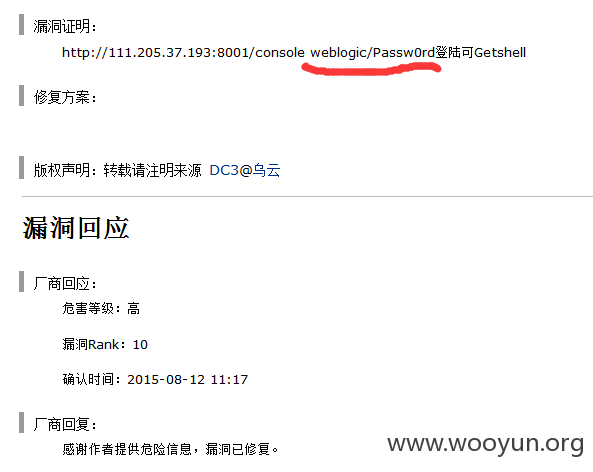 漏洞证明：
http://111.205.37.193:8001/console weblogic/Passw0rd登陆可Getshell
修复方案：
版权声明：转载请注明来源 DC3@乌云
漏洞回应
厂商回应：
危害等级：高
漏洞Rank：10
确认时间：2015-08-12 11:17
厂商回复：
感谢作者提供危险信息，漏洞已修复。
www.wooyun.org